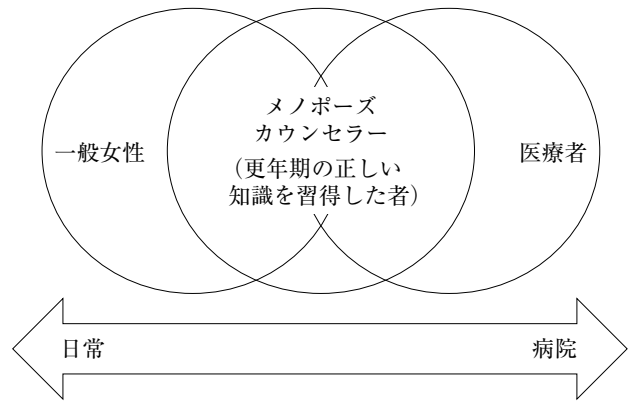 メノポーズ
カウンセラー
一般女性
（更年期の正しい
知識を習得した者）
医療者
日常
病院